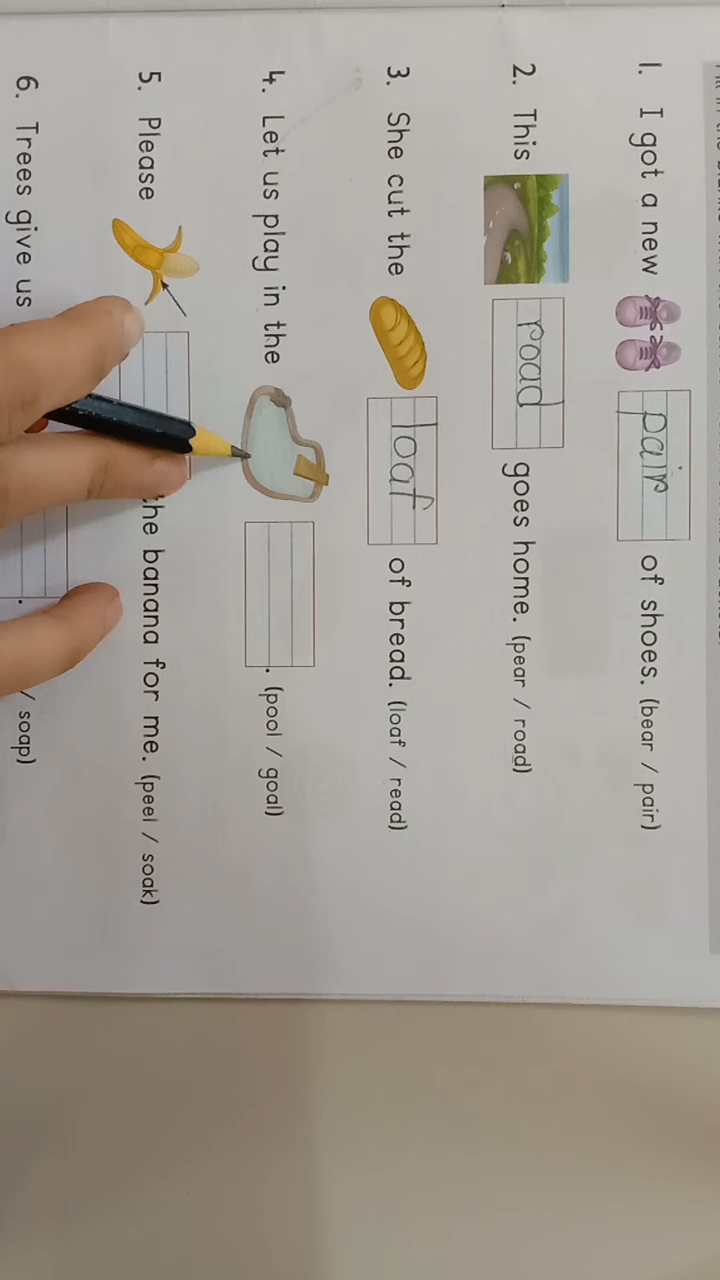 1. I got a new pair of shoes. (bear / pair)
2. This road goes home. (pear / road)
3. She cut the loaf of bread. (loaf / read)
4. Let us play in the . (pool / goal)
5. Please the banana for me. (peel / soak)
6. Trees give us . / soap)